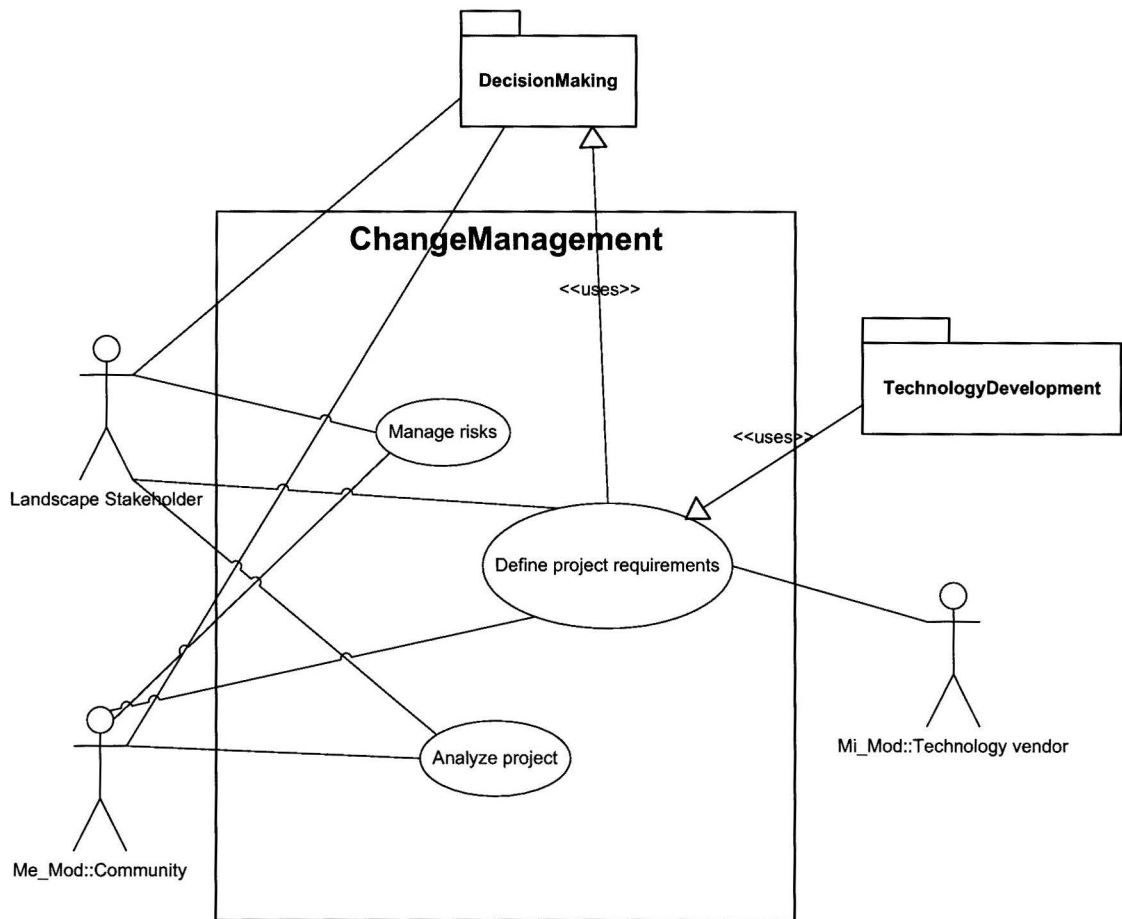 DecisionMaking
ChangeManagement
<<uses>>
TechnologyDevelopment
<<uses>>
Manage risks
Landscape Stakeholder
Define project requirements
Mi_Mod::Technology vendor
Analyze project
Me_Mod::Community